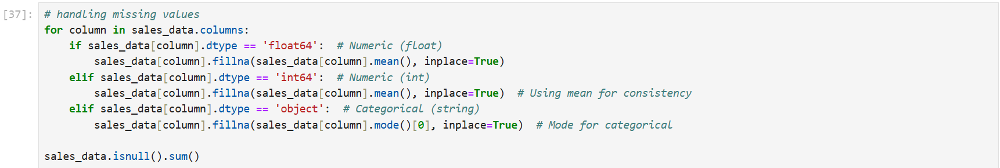 [37]: # handling missing values
for column in sales_data.columns:
    if sales_data[column].dtype == 'float64':  # Numeric (float)
        sales_data[column].fillna(sales_data[column].mean(), inplace=True)
    elif sales_data[column].dtype == 'int64':  # Numeric (int)
        sales_data[column].fillna(sales_data[column].mean(), inplace=True)  # Using mean for consistency
    elif sales_data[column].dtype == 'object':  # Categorical (string)
        sales_data[column].fillna(sales_data[column].mode()[0], inplace=True)  # Mode for categorical

sales_data.isnull().sum()